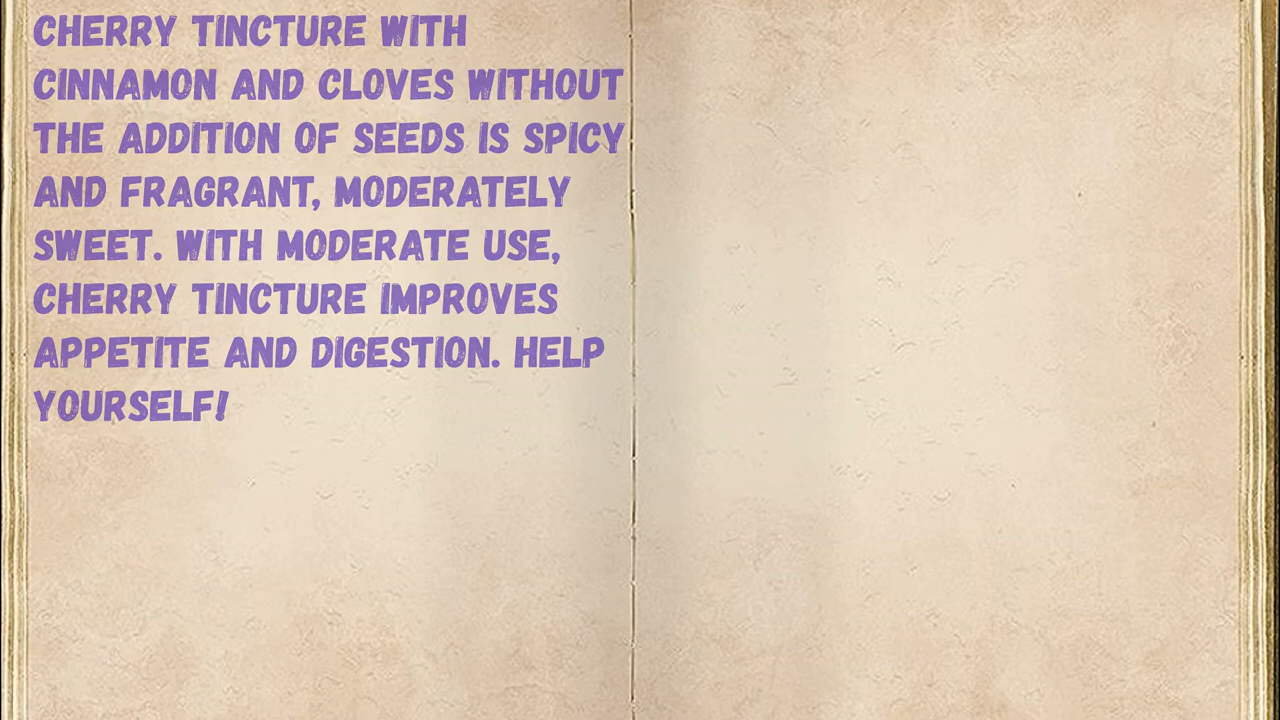 CHERRY TINCTURE WITH
CINNAMON AND CLOVES WITHOUT
THE ADDITION OF SEEDS IS SPICY
AND FRAGRANT, MODERATELY
SWEET. WITH MODERATE USE,
CHERRY TINCTURE IMPROVES
APPETITE AND DIGESTION. HELP
YOURSELF!